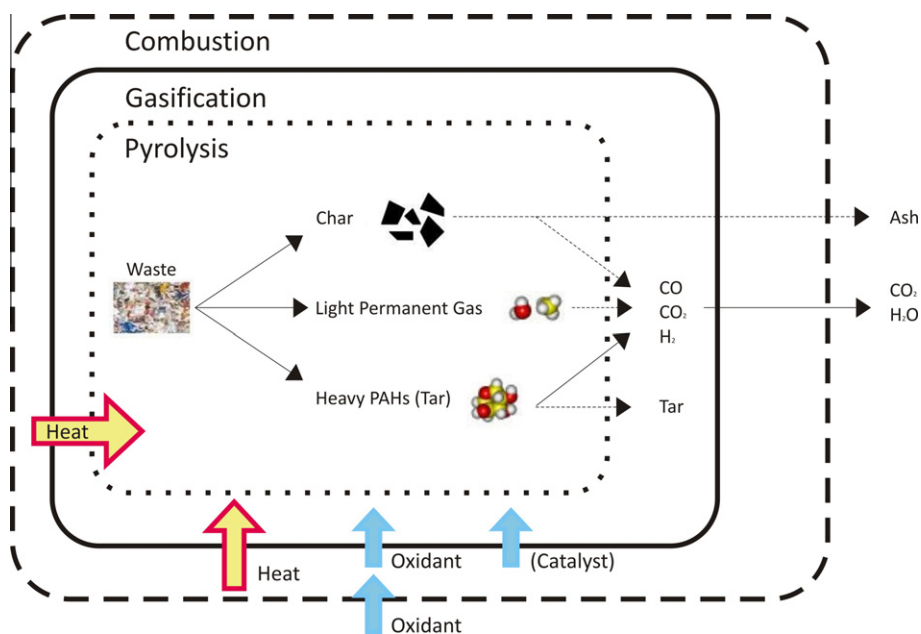 Combustion
Gasification
Pyrolysis
Char
Ash
Waste
CO
CO₂
H₂
Light Permanent Gas
CO₂
H₂O
Heavy PAHs (Tar)
Tar
Heat
Heat
Oxidant
(Catalyst)
Oxidant